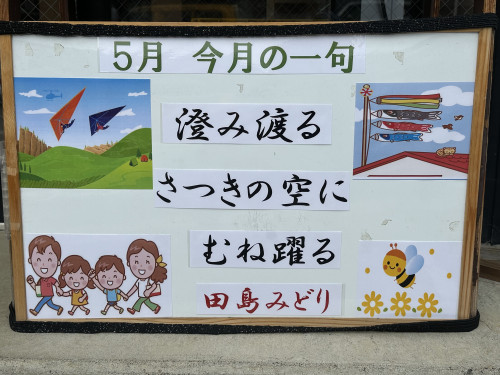 5月 今月の一句
澄み渡る
さつきの空に
むね躍る
田島みどり